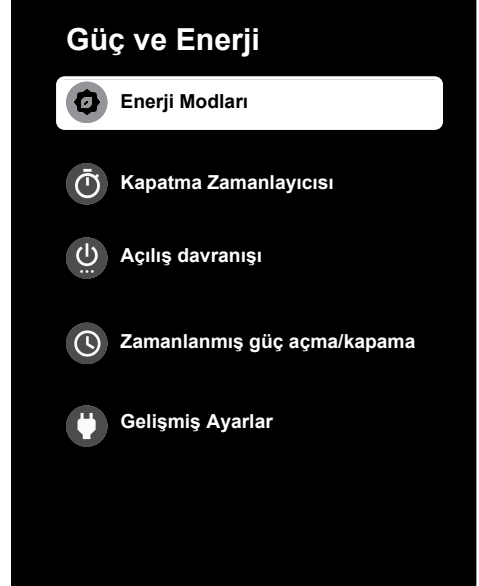 Güç ve Enerji
Enerji Modları
Kapatma Zamanlayıcısı
Açılış davranışı
Zamanlanmış güç açma/kapama
Gelişmiş Ayarlar